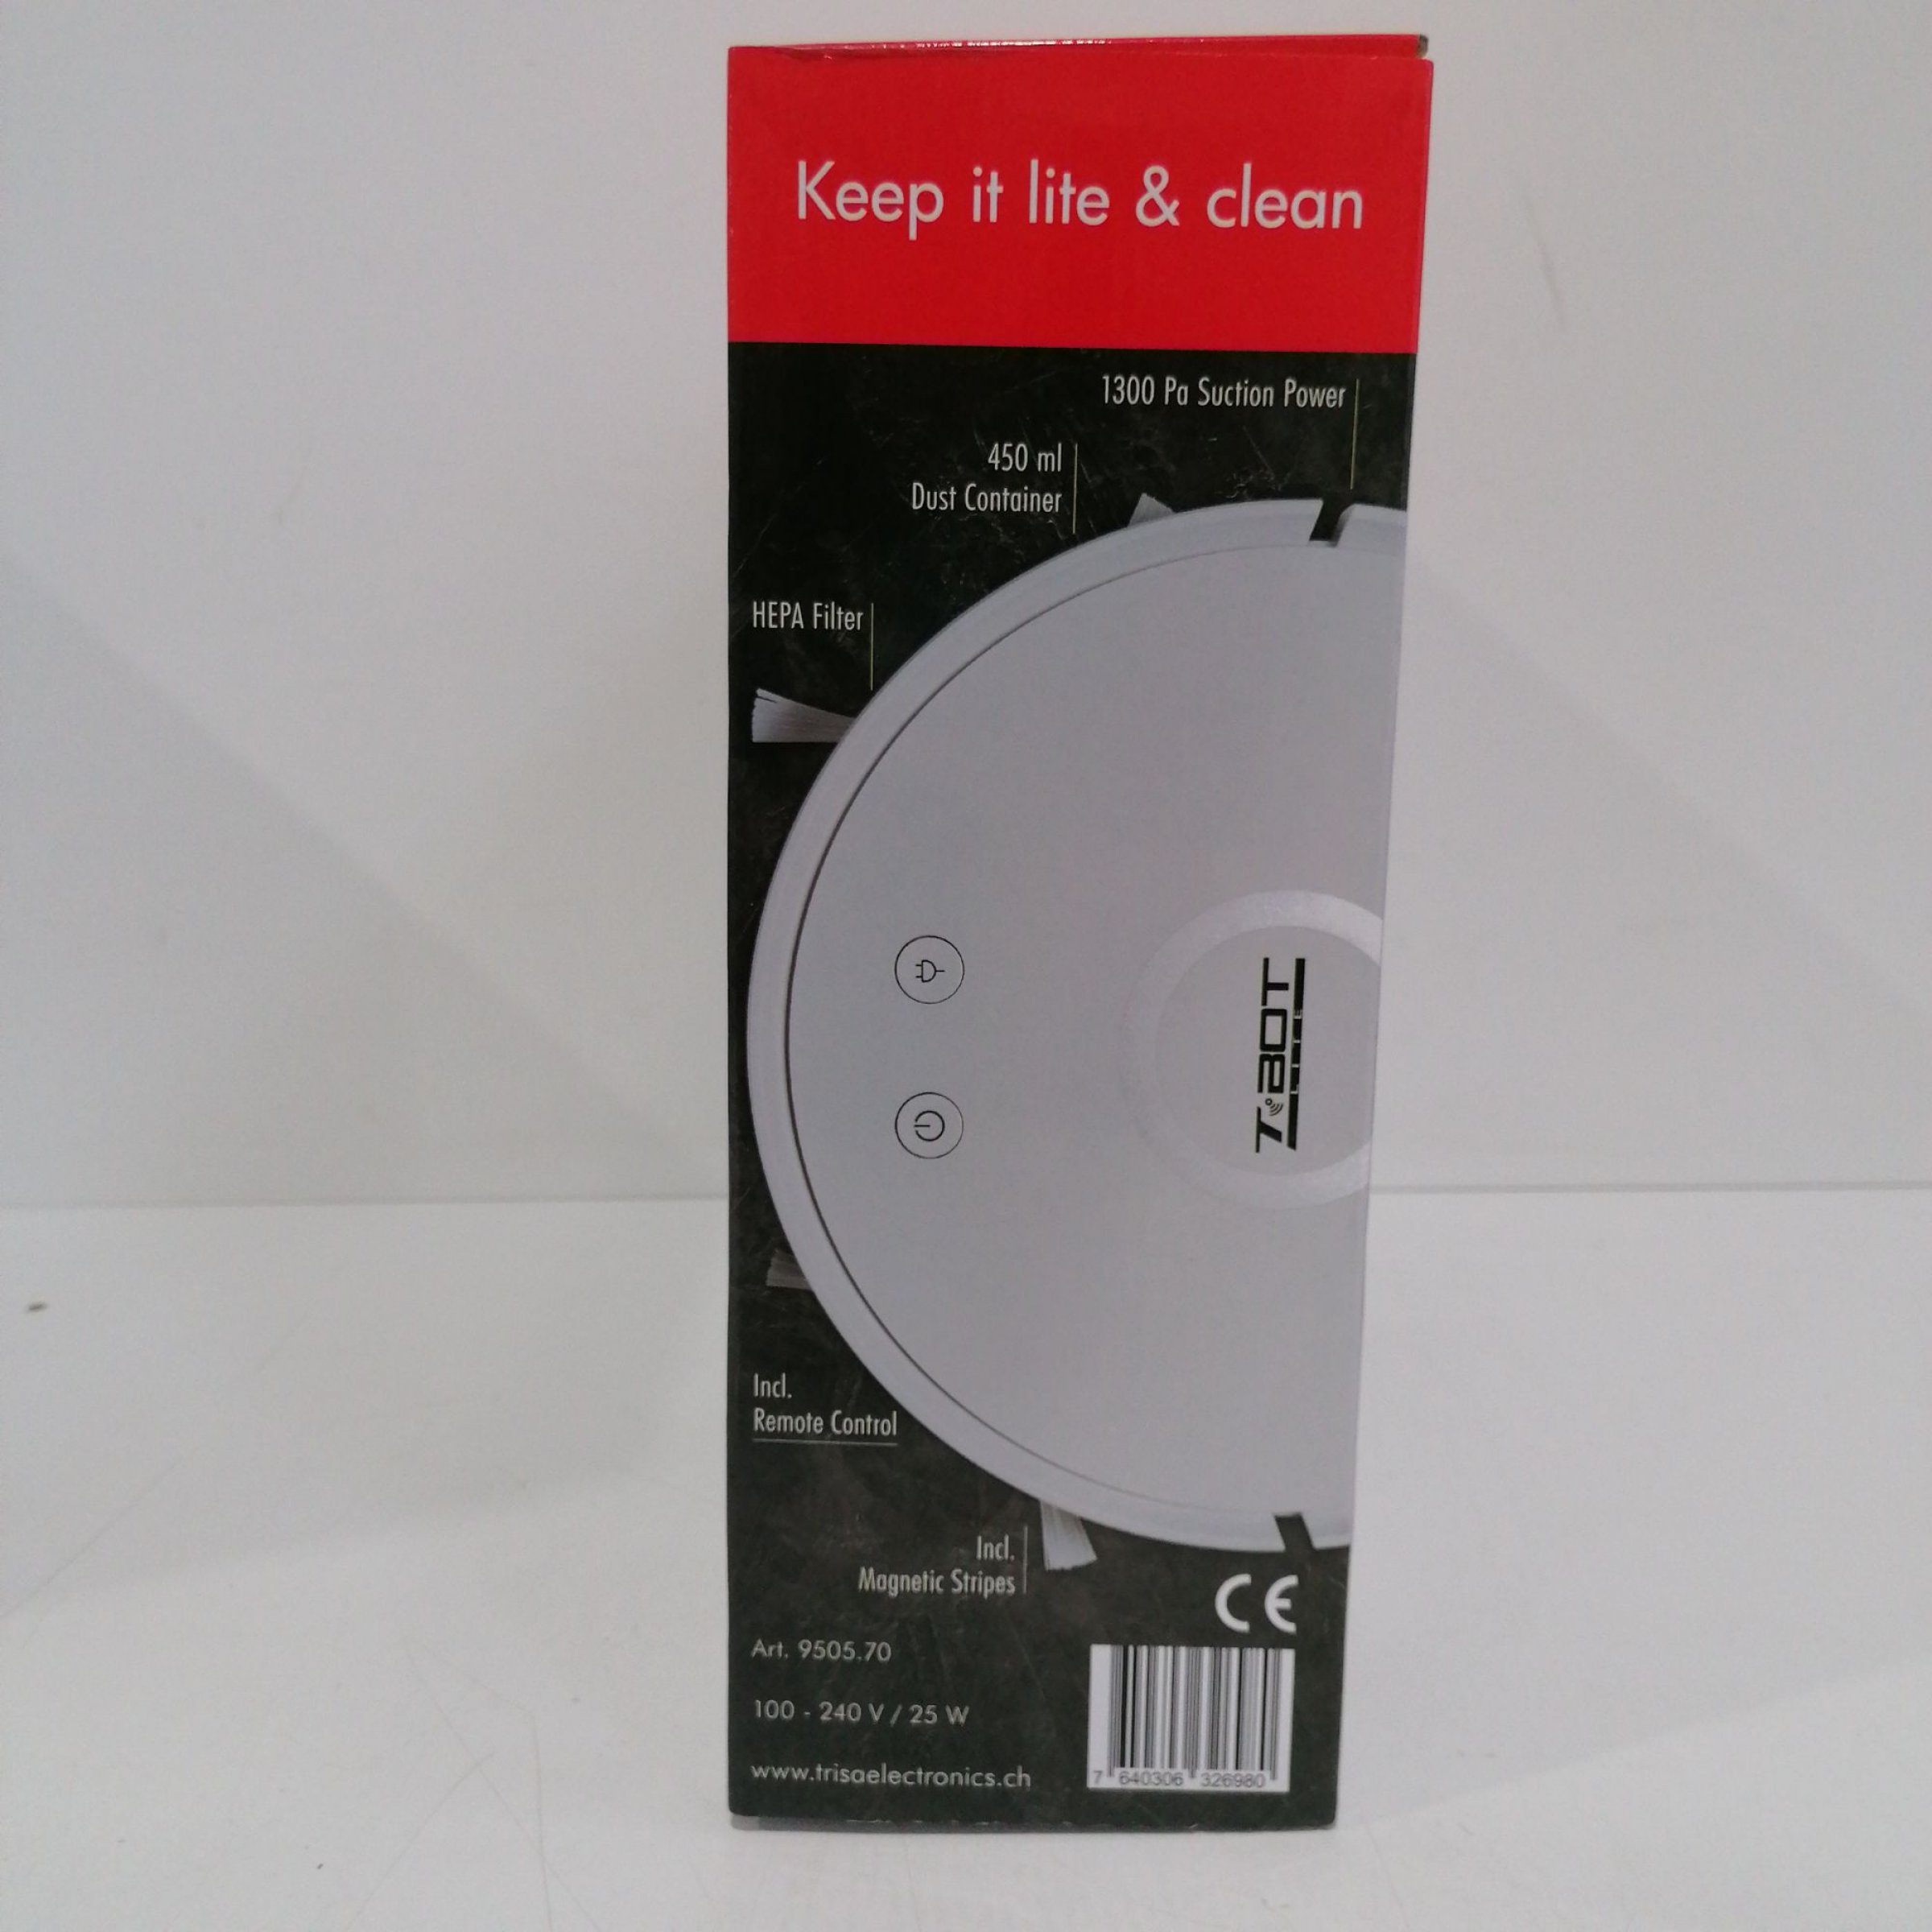 Keep it lite & clean
1300 Pa Suction Power
450 ml
Dust Container
HEPA Filter
T·BOT
LITE
Incl.
Remote Control
Incl.
Magnetic Stripes
CE
Art. 9505.70
100 - 240 V / 25 W
www.trisaelectronics.ch
7 640306 326980